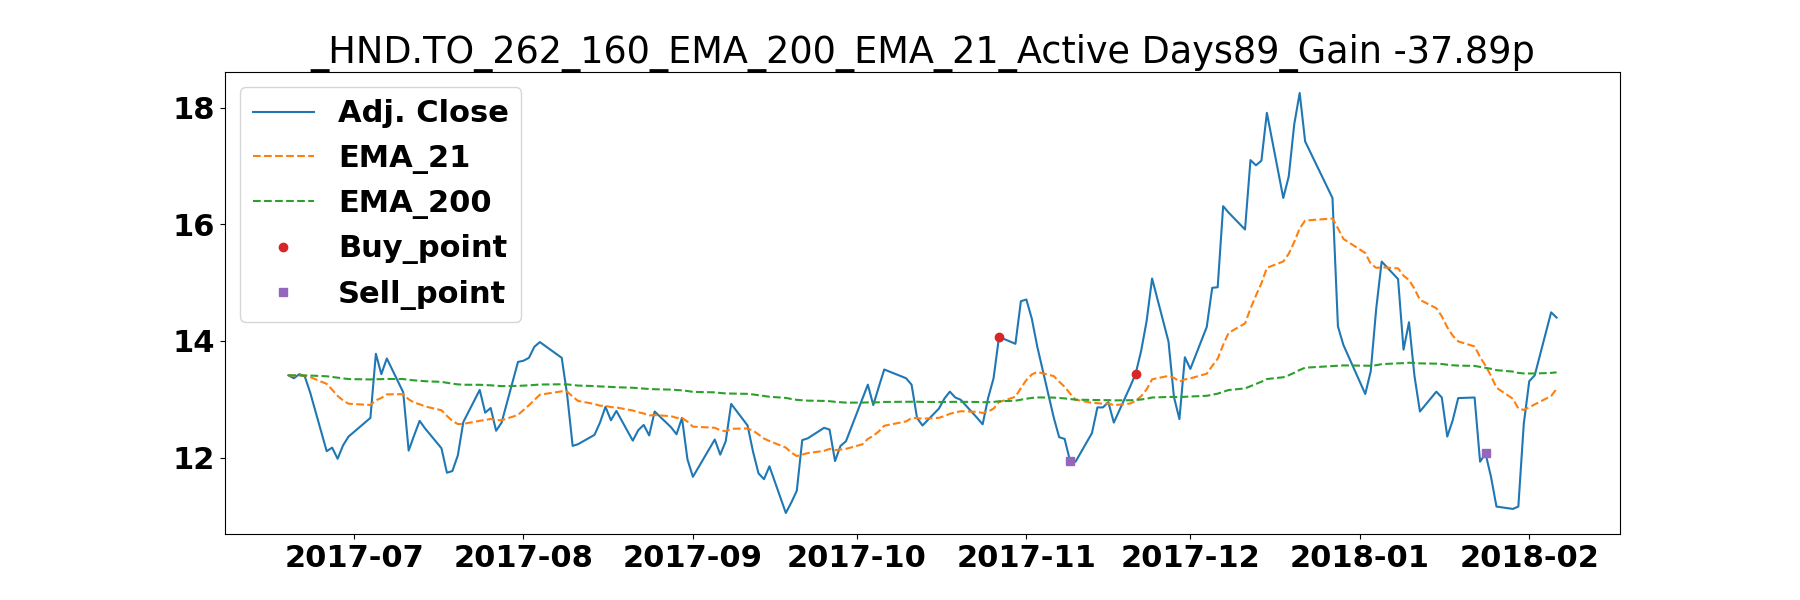 _HND.TO_262_160_EMA_200_EMA_21_Active Days89_Gain -37.89p
18
16
14
12
Adj. Close
EMA_21
EMA_200
Buy_point
Sell_point
2017-07 2017-08 2017-09 2017-10 2017-11 2017-12 2018-01 2018-02